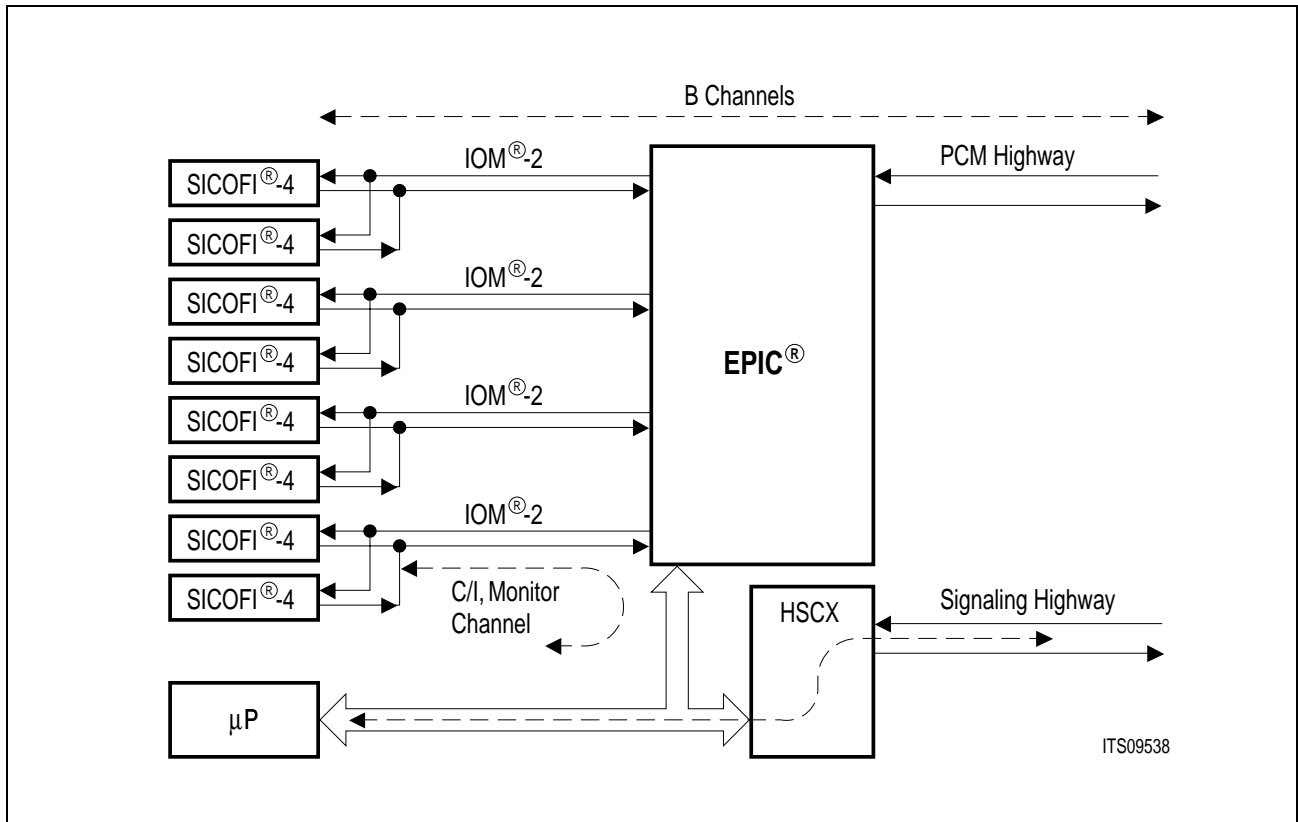 B Channels
IOM®-2
PCM Highway
SICOFI®-4
SICOFI®-4
IOM®-2
SICOFI®-4
SICOFI®-4
EPIC®
IOM®-2
SICOFI®-4
SICOFI®-4
IOM®-2
SICOFI®-4
SICOFI®-4
C/I, Monitor
Channel
HSCX
Signaling Highway
μP
ITS09538